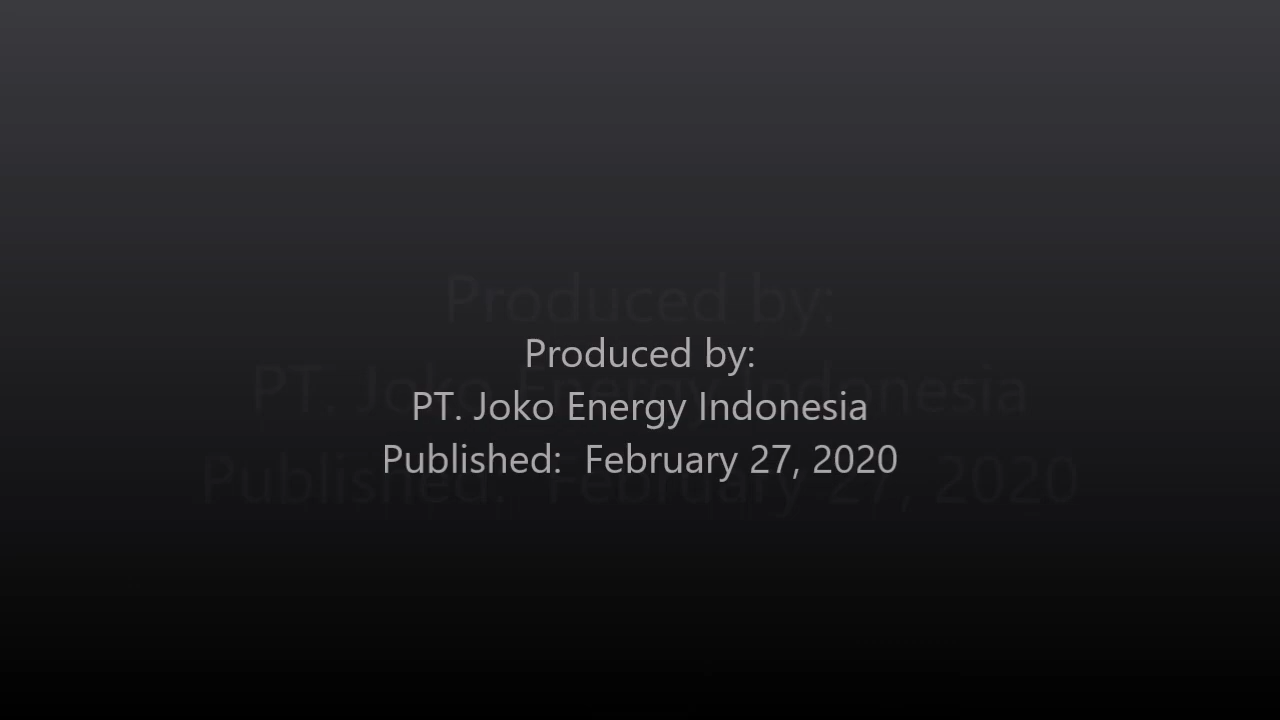 Produced by:
PT. Joko Energy Indonesia
Published:  February 27, 2020